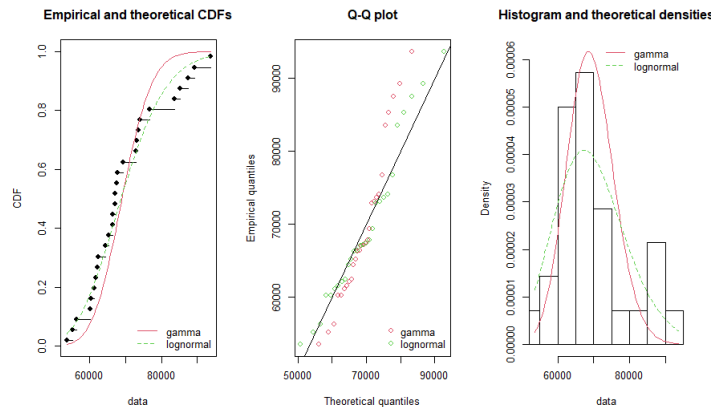 Empirical and theoretical CDFs
CDF
0.0 0.2 0.4 0.6 0.8 1.0
60000 80000
data
gamma
lognormal
Q-Q plot
Empirical quantiles
60000 70000 80000 90000
50000 60000 70000 80000 90000
Theoretical quantiles
gamma
lognormal
Histogram and theoretical densities
Density
0.00000 0.00001 0.00002 0.00003 0.00004 0.00005 0.00006
60000 80000
data
gamma
lognormal